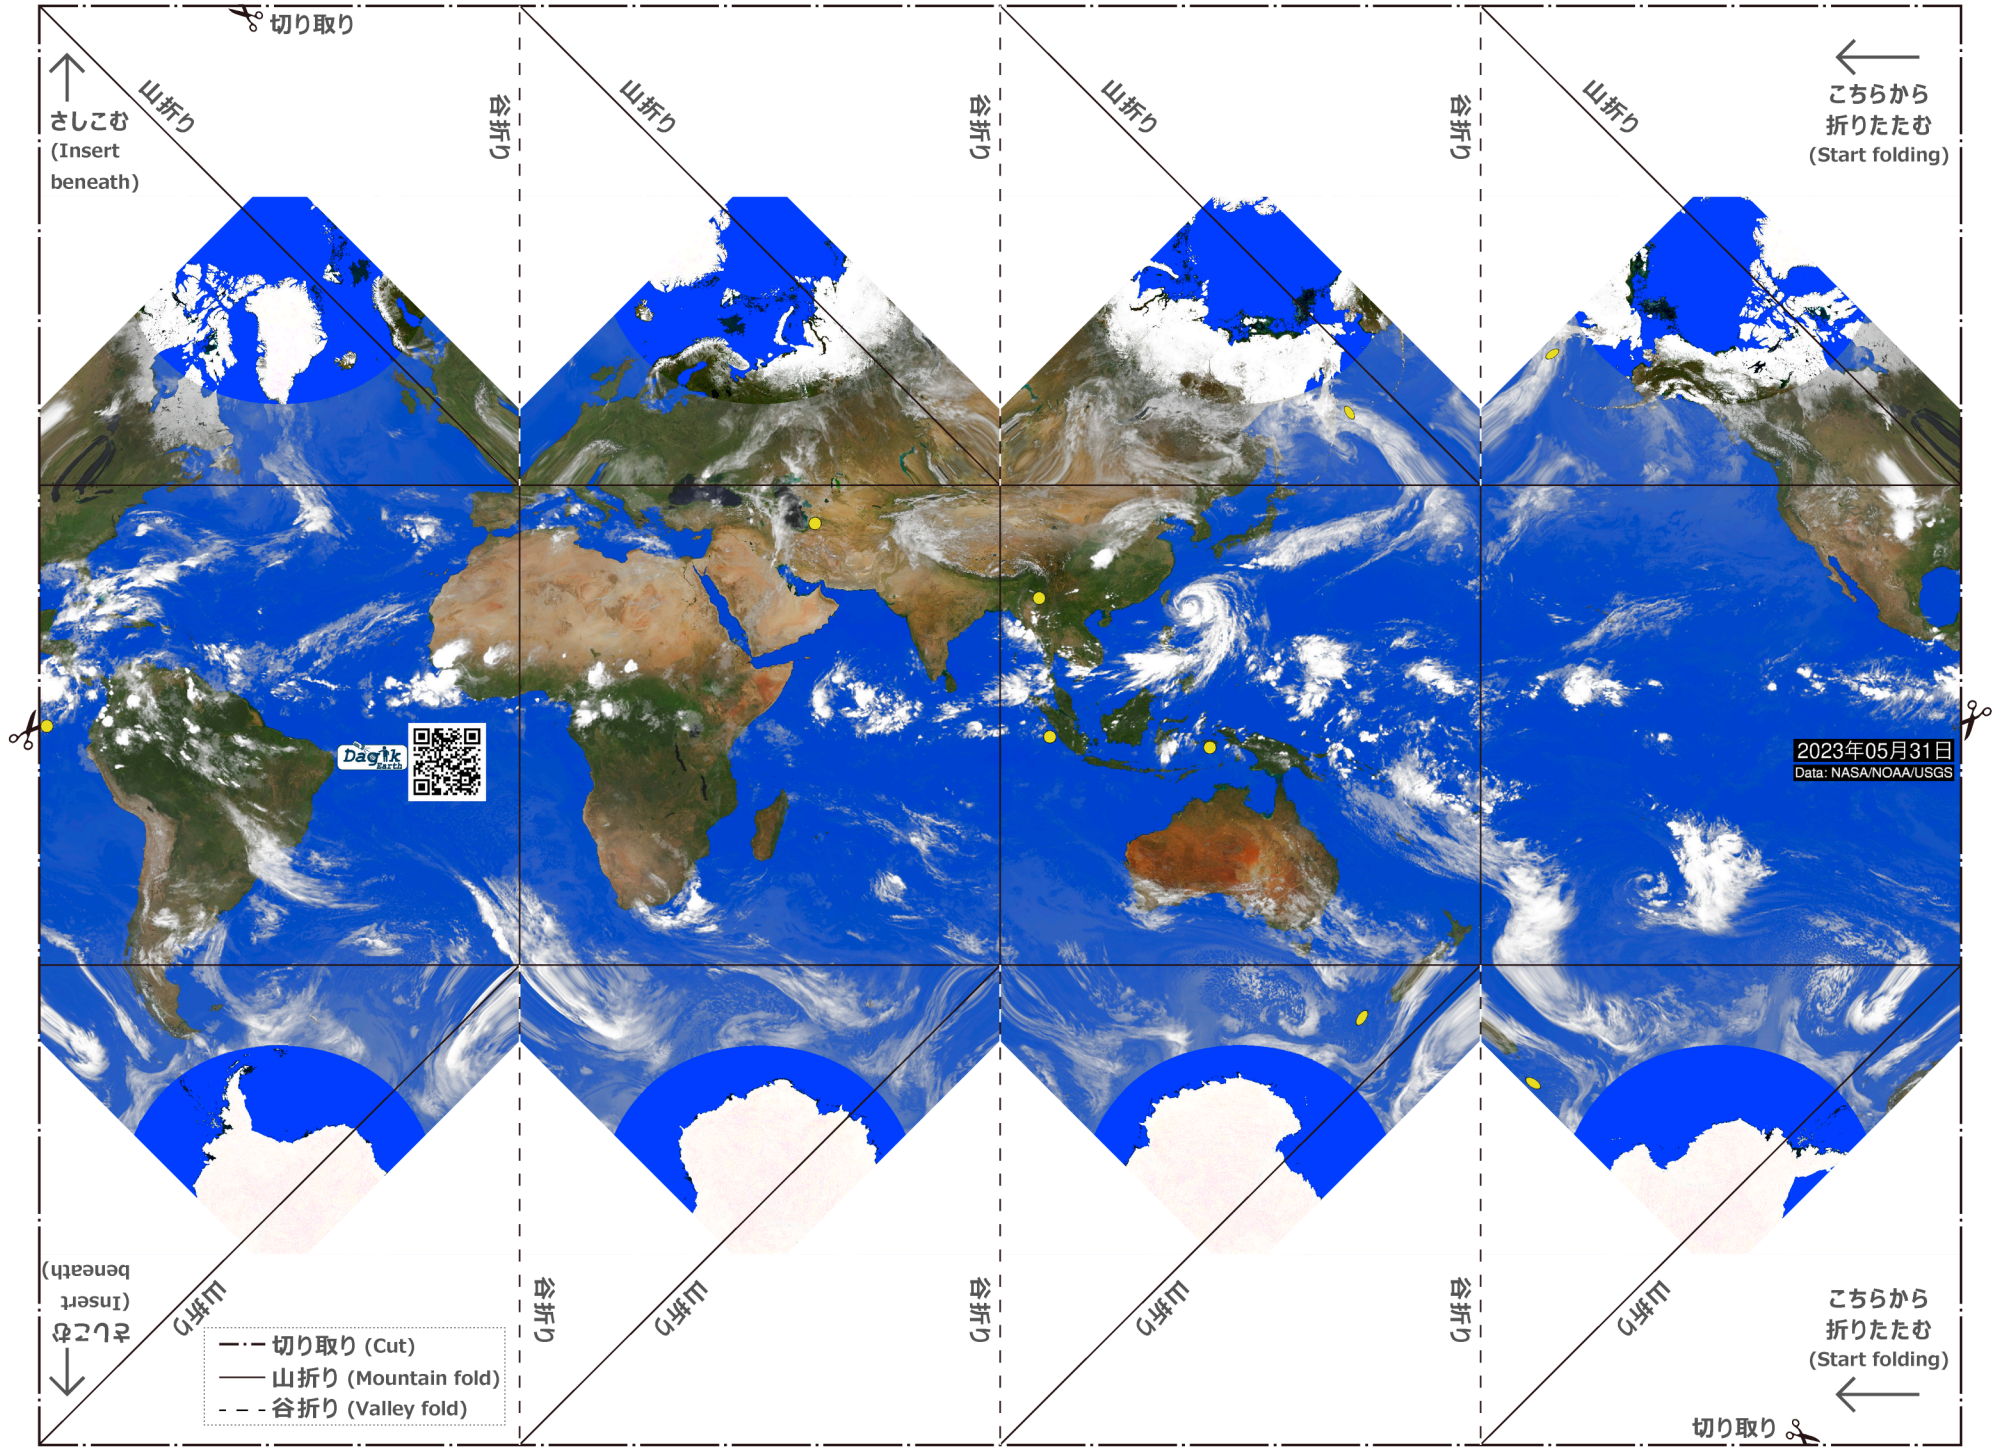 切り取り
山折り
山折り
山折り
山折り
谷折り
谷折り
谷折り
さしこむ
(Insert
beneath)
こちらから
折りたたむ
(Start folding)
Dagik
Earth
2023年05月31日
Data: NASA/NOAA/USGS
さしこむ
(Insert
beneath)
山折り
山折り
山折り
山折り
谷折り
谷折り
谷折り
こちらから
折りたたむ
(Start folding)
切り取り (Cut)
山折り (Mountain fold)
谷折り (Valley fold)
切り取り